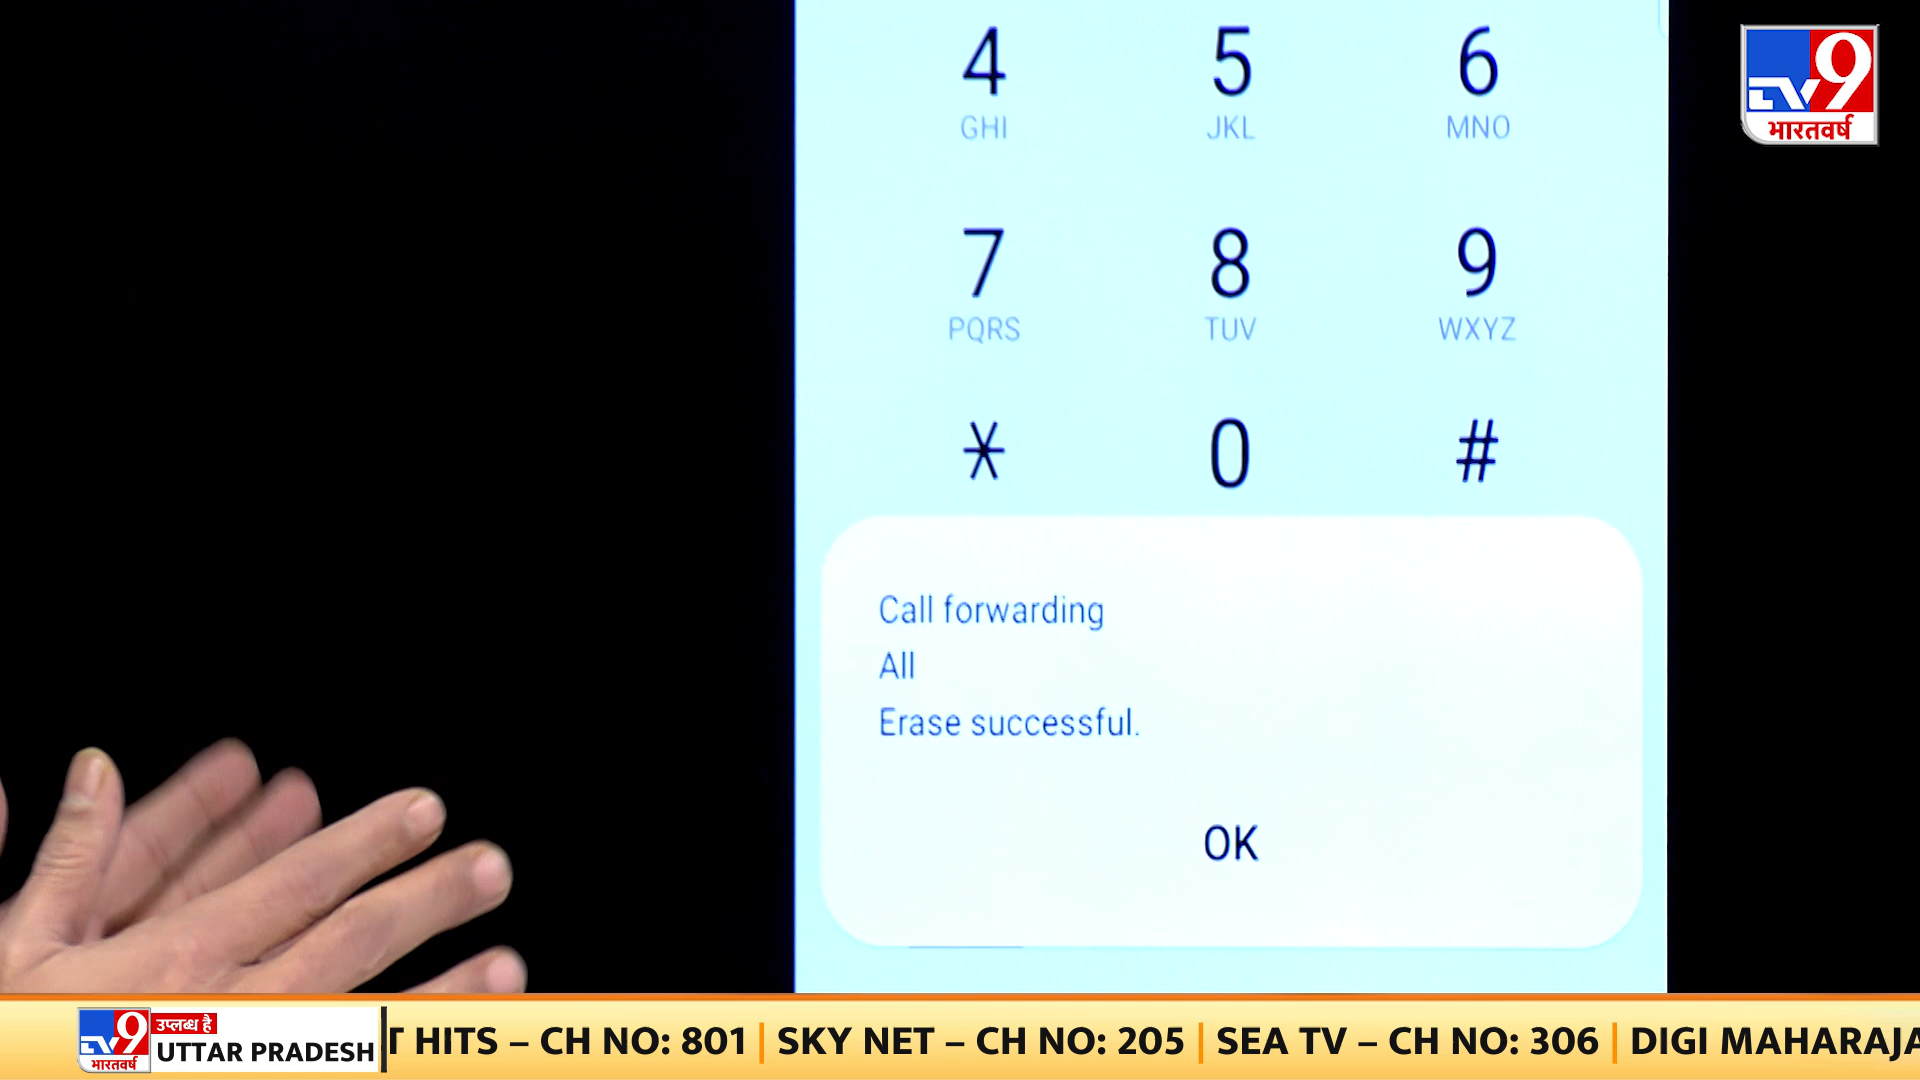 4
GHI
5
JKL
6
MNO
TV9
भारतवर्ष
7
PQRS
8
TUV
9
WXYZ
*
0
#
Call forwarding
All
Erase successful.
OK
TV9
भारतवर्ष
उप्लब्ध है
UTTAR PRADESH
T HITS – CH NO: 801 | SKY NET – CH NO: 205 | SEA TV – CH NO: 306 | DIGI MAHARAJA